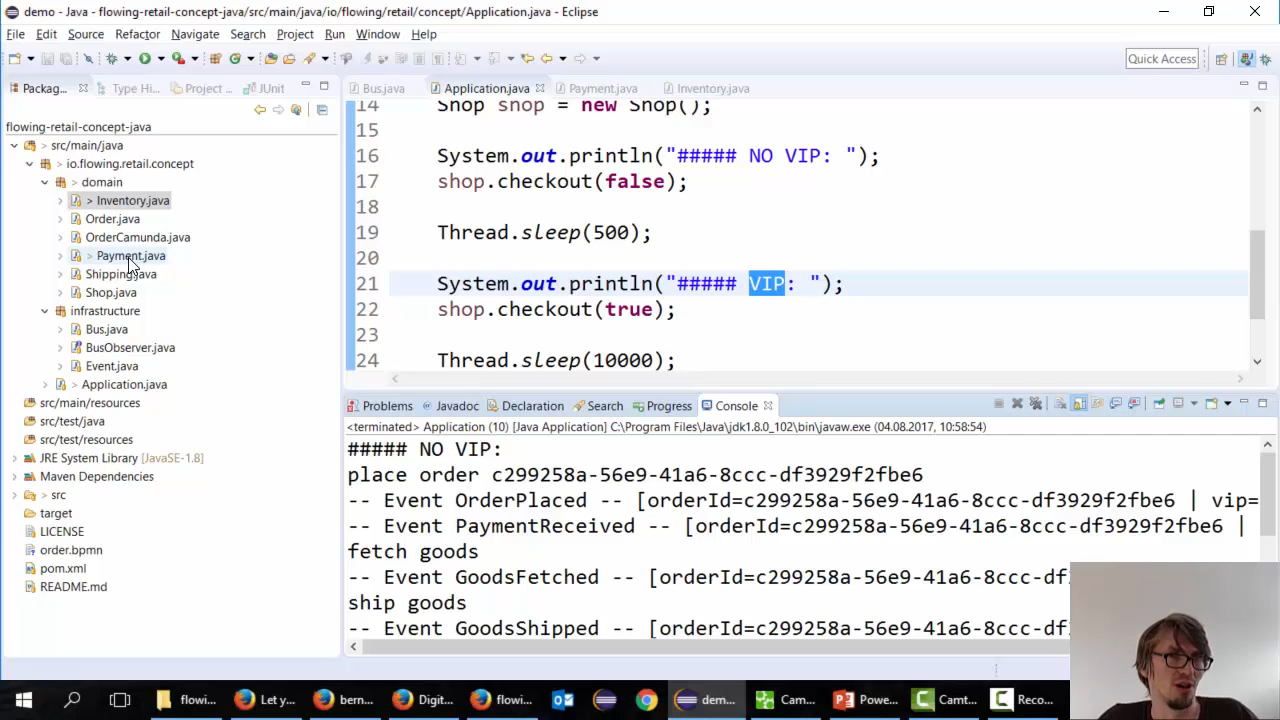 demo - Java - flowing-retail-concept-java/src/main/java/io/flowing/retail/concept/Application.java - Eclipse
File Edit Source Refactor Navigate Search Project Run Window Help
Quick Access
Packag... Type Hi... Project ... JUnit
Bus.java Application.java Payment.java Inventory.java
flowing-retail-concept-java
> src/main/java
> io.flowing.retail.concept
> domain
> Inventory.java
Order.java
OrderCamunda.java
> Payment.java
Shipping.java
Shop.java
infrastructure
Bus.java
BusObserver.java
Event.java
> Application.java
src/main/resources
src/test/java
src/test/resources
JRE System Library [JavaSE-1.8]
Maven Dependencies
> src
target
LICENSE
order.bpmn
pom.xml
README.md
14 Shop shop = new Shop();
15
16 System.out.println("##### NO VIP: ");
17 shop.checkout(false);
18
19 Thread.sleep(500);
20
21 System.out.println("##### VIP: ");
22 shop.checkout(true);
23
24 Thread.sleep(10000);
Problems Javadoc Declaration Search Progress Console
<terminated> Application (10) [Java Application] C:\Program Files\Java\jdk1.8.0_102\bin\javaw.exe (04.08.2017, 10:58:54)
##### NO VIP:
place order c299258a-56e9-41a6-8ccc-df3929f2fbe6
-- Event OrderPlaced -- [orderId=c299258a-56e9-41a6-8ccc-df3929f2fbe6 | vip=
-- Event PaymentReceived -- [orderId=c299258a-56e9-41a6-8ccc-df3929f2fbe6 |
fetch goods
-- Event GoodsFetched -- [orderId=c299258a-56e9-41a6-8ccc-df
ship goods
-- Event GoodsShipped -- [orderId=c299258a-56e9-41a6-8ccc-df
flowi... Let y... bern... Digit... flowi... dem... Cam... Powe... Camt... Reco...